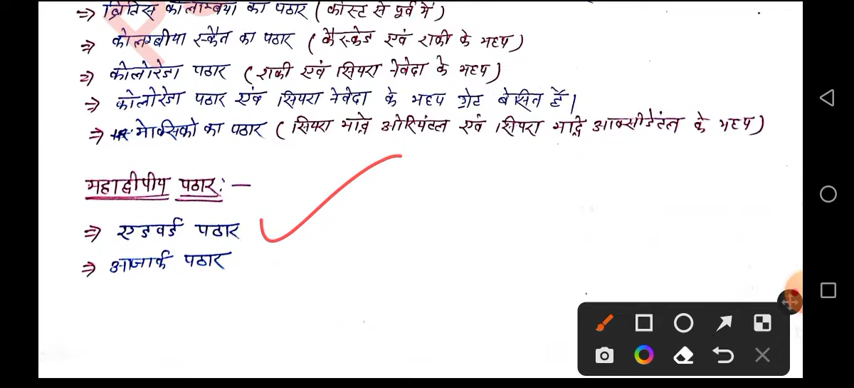 ⇒ ब्रिटिस कोलम्बिया का पठार (कोस्ट से पूर्व में)
⇒ कोलम्बीया स्कैन का पठार (कैस्केड एवं राकी के मध्य)
⇒ कोलोरेडो पठार (राकी एवं सियरा नेवेदा के मध्य)
⇒ कोलोरेडो पठार एवं सियरा नेवेदा के मध्य ग्रेट बेसिन है।
⇒ मेक्सिको का पठार (सियरा माद्रे ओरियंटल एवं सियरा माद्रे आक्सीडेंटल के मध्य)
महाद्वीपीय पठार:-
⇒ एडवर्ड पठार
⇒ ओजार्क पठार